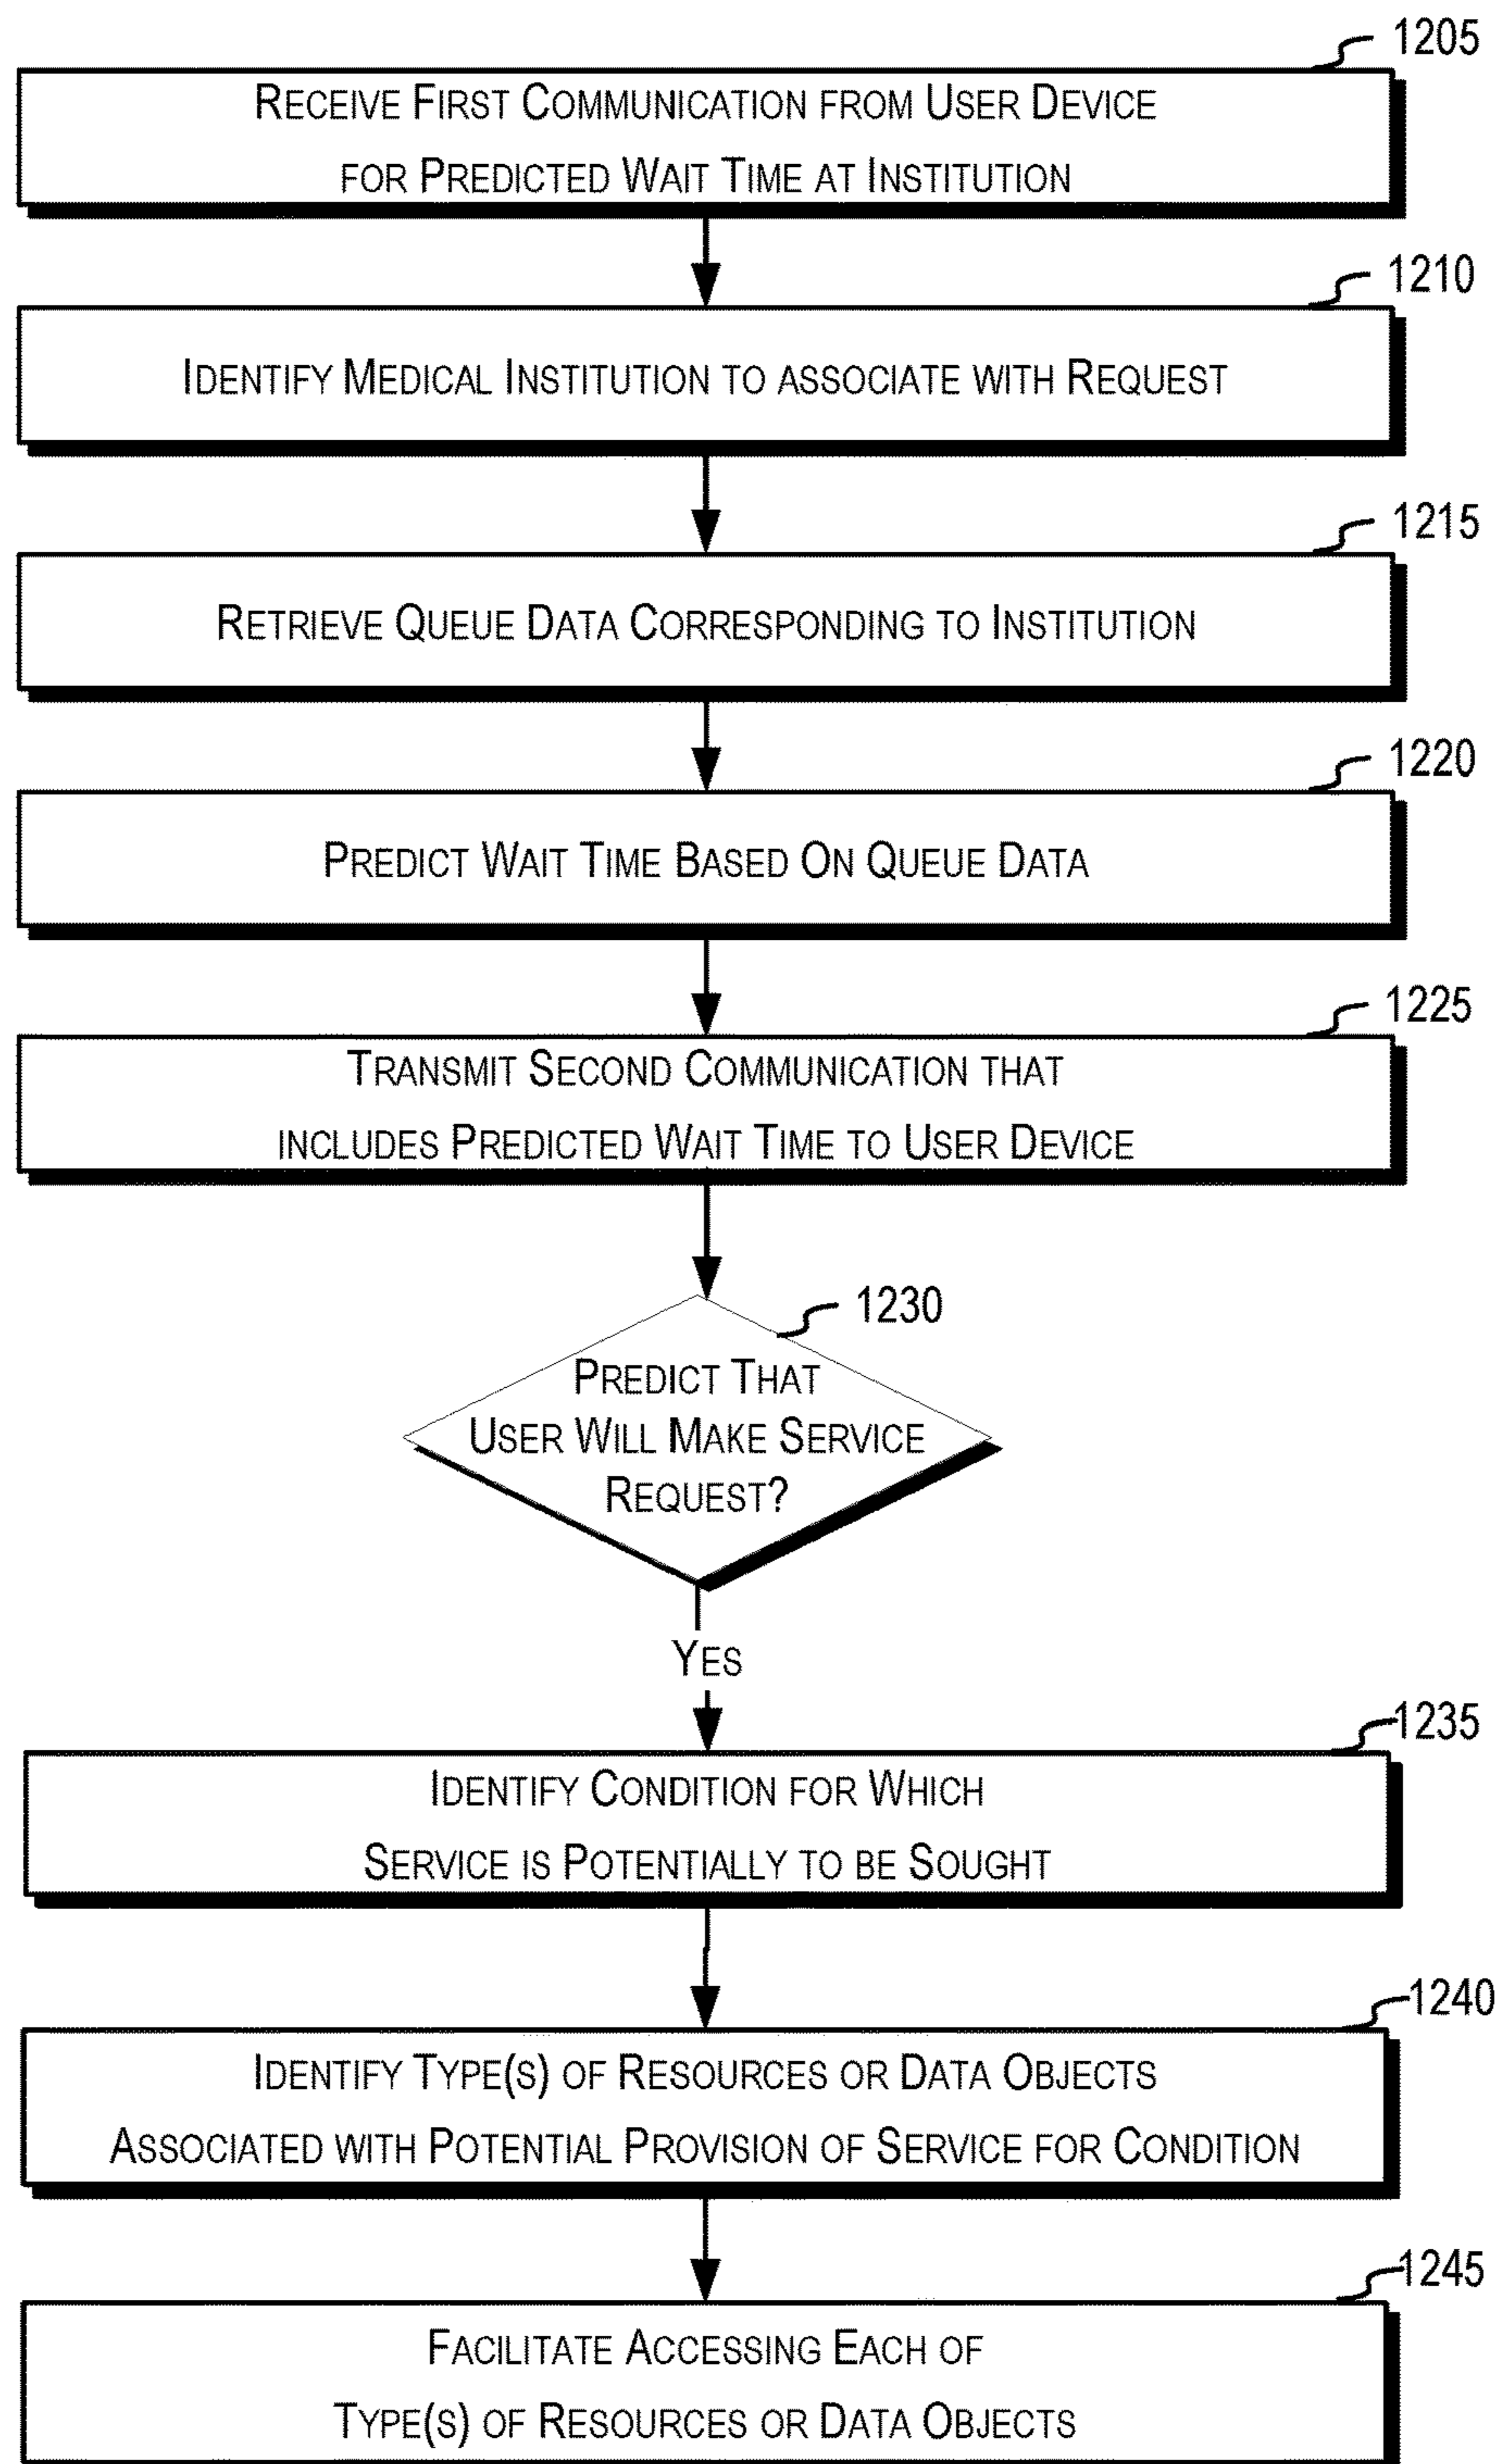 1205
RECEIVE FIRST COMMUNICATION FROM USER DEVICE
FOR PREDICTED WAIT TIME AT INSTITUTION
1210
IDENTIFY MEDICAL INSTITUTION TO ASSOCIATE WITH REQUEST
1215
RETRIEVE QUEUE DATA CORRESPONDING TO INSTITUTION
1220
PREDICT WAIT TIME BASED ON QUEUE DATA
1225
TRANSMIT SECOND COMMUNICATION THAT
INCLUDES PREDICTED WAIT TIME TO USER DEVICE
1230
PREDICT THAT
USER WILL MAKE SERVICE
REQUEST?
YES
1235
IDENTIFY CONDITION FOR WHICH
SERVICE IS POTENTIALLY TO BE SOUGHT
1240
IDENTIFY TYPE(S) OF RESOURCES OR DATA OBJECTS
ASSOCIATED WITH POTENTIAL PROVISION OF SERVICE FOR CONDITION
1245
FACILITATE ACCESSING EACH OF
TYPE(S) OF RESOURCES OR DATA OBJECTS